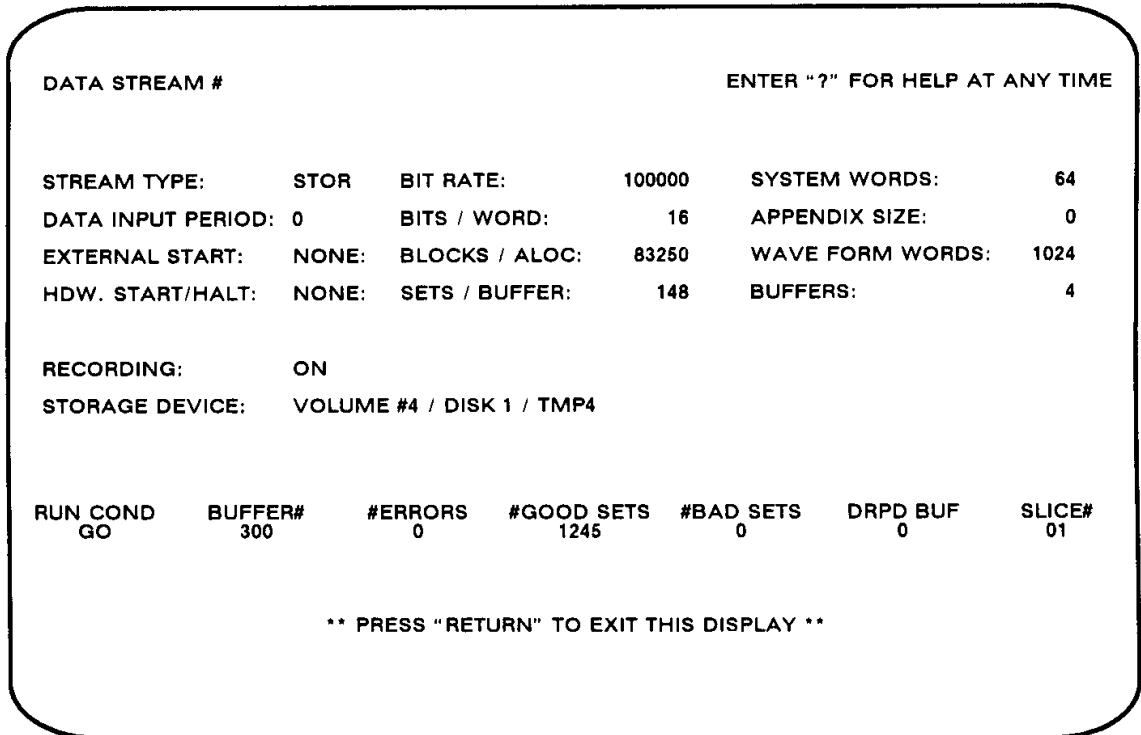 DATA STREAM # ENTER "?" FOR HELP AT ANY TIME
STREAM TYPE: STOR BIT RATE: 100000 SYSTEM WORDS: 64
DATA INPUT PERIOD: 0 BITS / WORD: 16 APPENDIX SIZE: 0
EXTERNAL START: NONE: BLOCKS / ALOC: 83250 WAVE FORM WORDS: 1024
HDW. START/HALT: NONE: SETS / BUFFER: 148 BUFFERS: 4
RECORDING: ON
STORAGE DEVICE: VOLUME #4 / DISK 1 / TMP4
RUN COND BUFFER# #ERRORS #GOOD SETS #BAD SETS DRPD BUF SLICE#
GO 300 0 1245 0 0 01
** PRESS "RETURN" TO EXIT THIS DISPLAY **